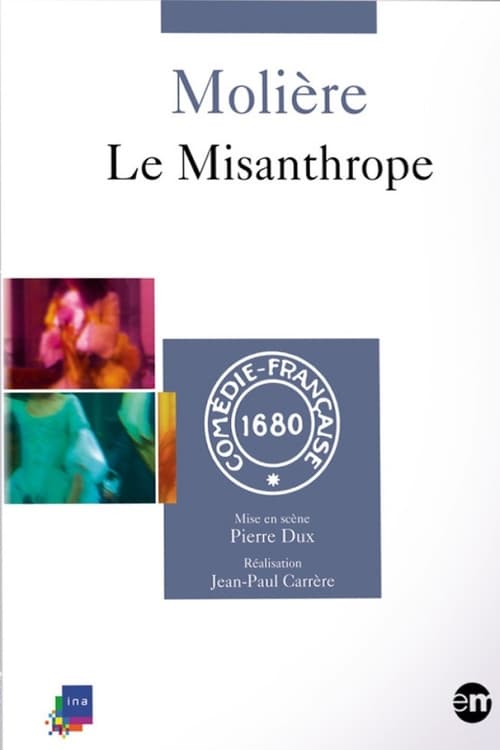 Molière
Le Misanthrope
COMÉDIE-FRANÇAISE
1680
Mise en scène
Pierre Dux
Réalisation
Jean-Paul Carrère
ina
em